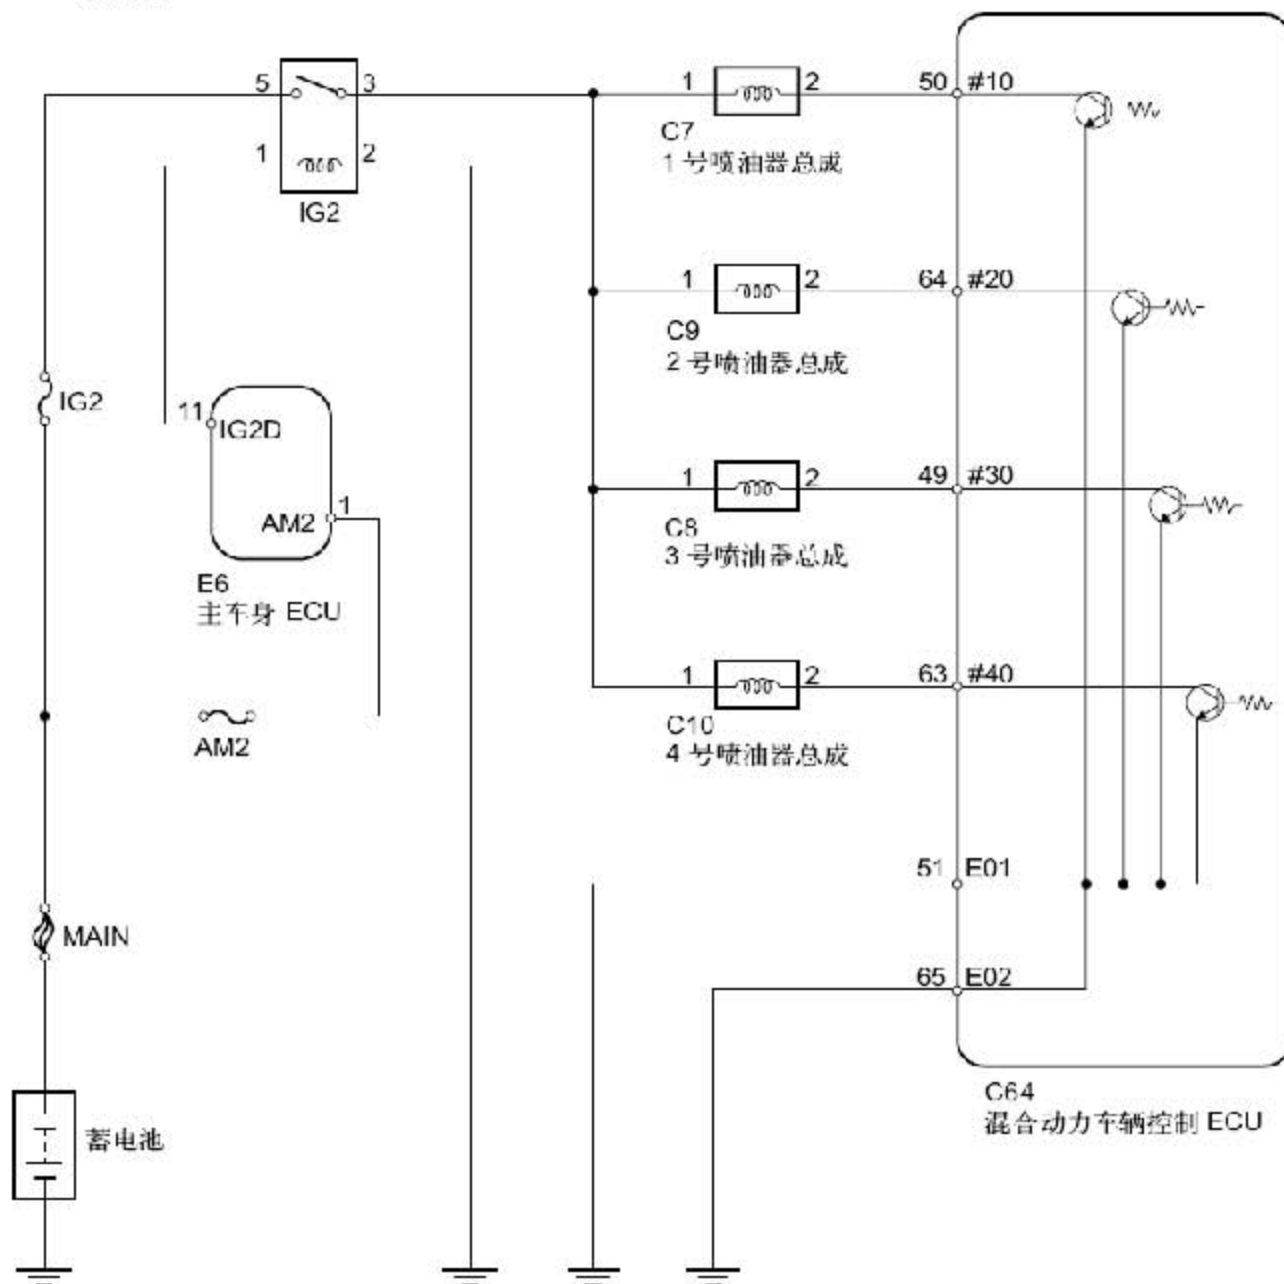 5 3
1 2
IG2
1 2
C7
1 号喷油器总成
50 #10
1 2
C9
2 号喷油器总成
64 #20
IG2
11 IG2D
AM2 1
E6
主车身 ECU
1 2
C8
3 号喷油器总成
49 #30
AM2
1 2
C10
4 号喷油器总成
63 #40
51 E01
MAIN
65 E02
蓄电池
C64
混合动力车辆控制 ECU